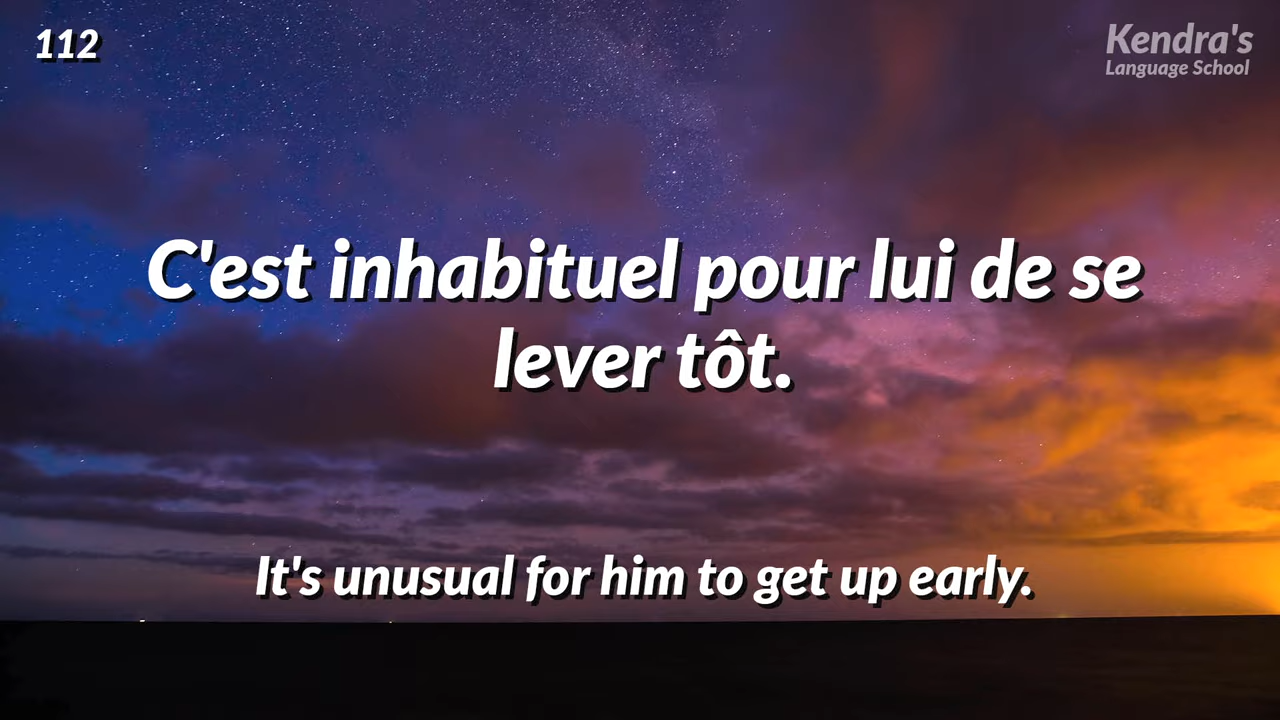 112
Kendra's
Language School
C'est inhabituel pour lui de se
lever tôt.
It's unusual for him to get up early.